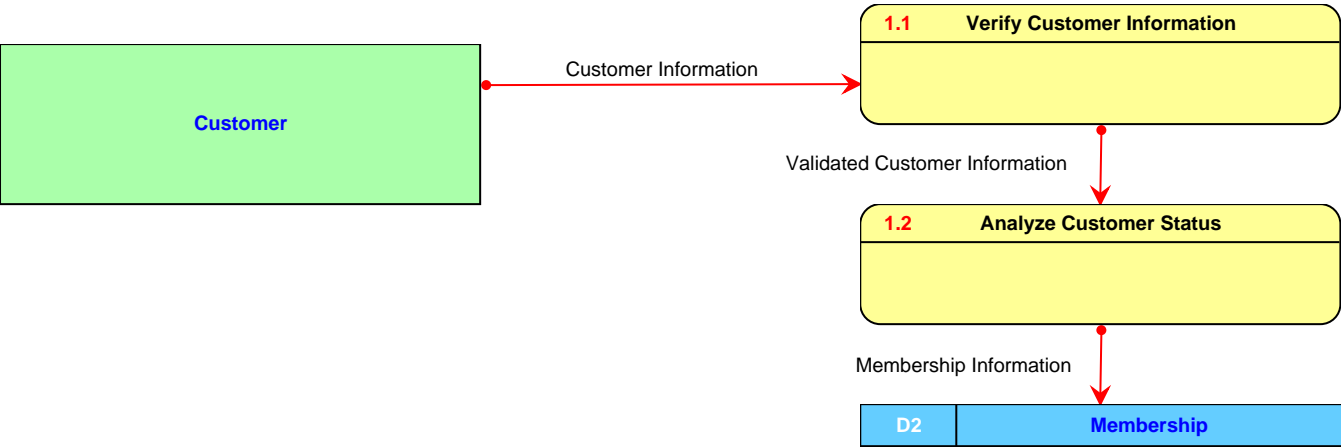 1.1 Verify Customer Information
Customer Information
Customer
Validated Customer Information
1.2 Analyze Customer Status
Membership Information
D2 Membership